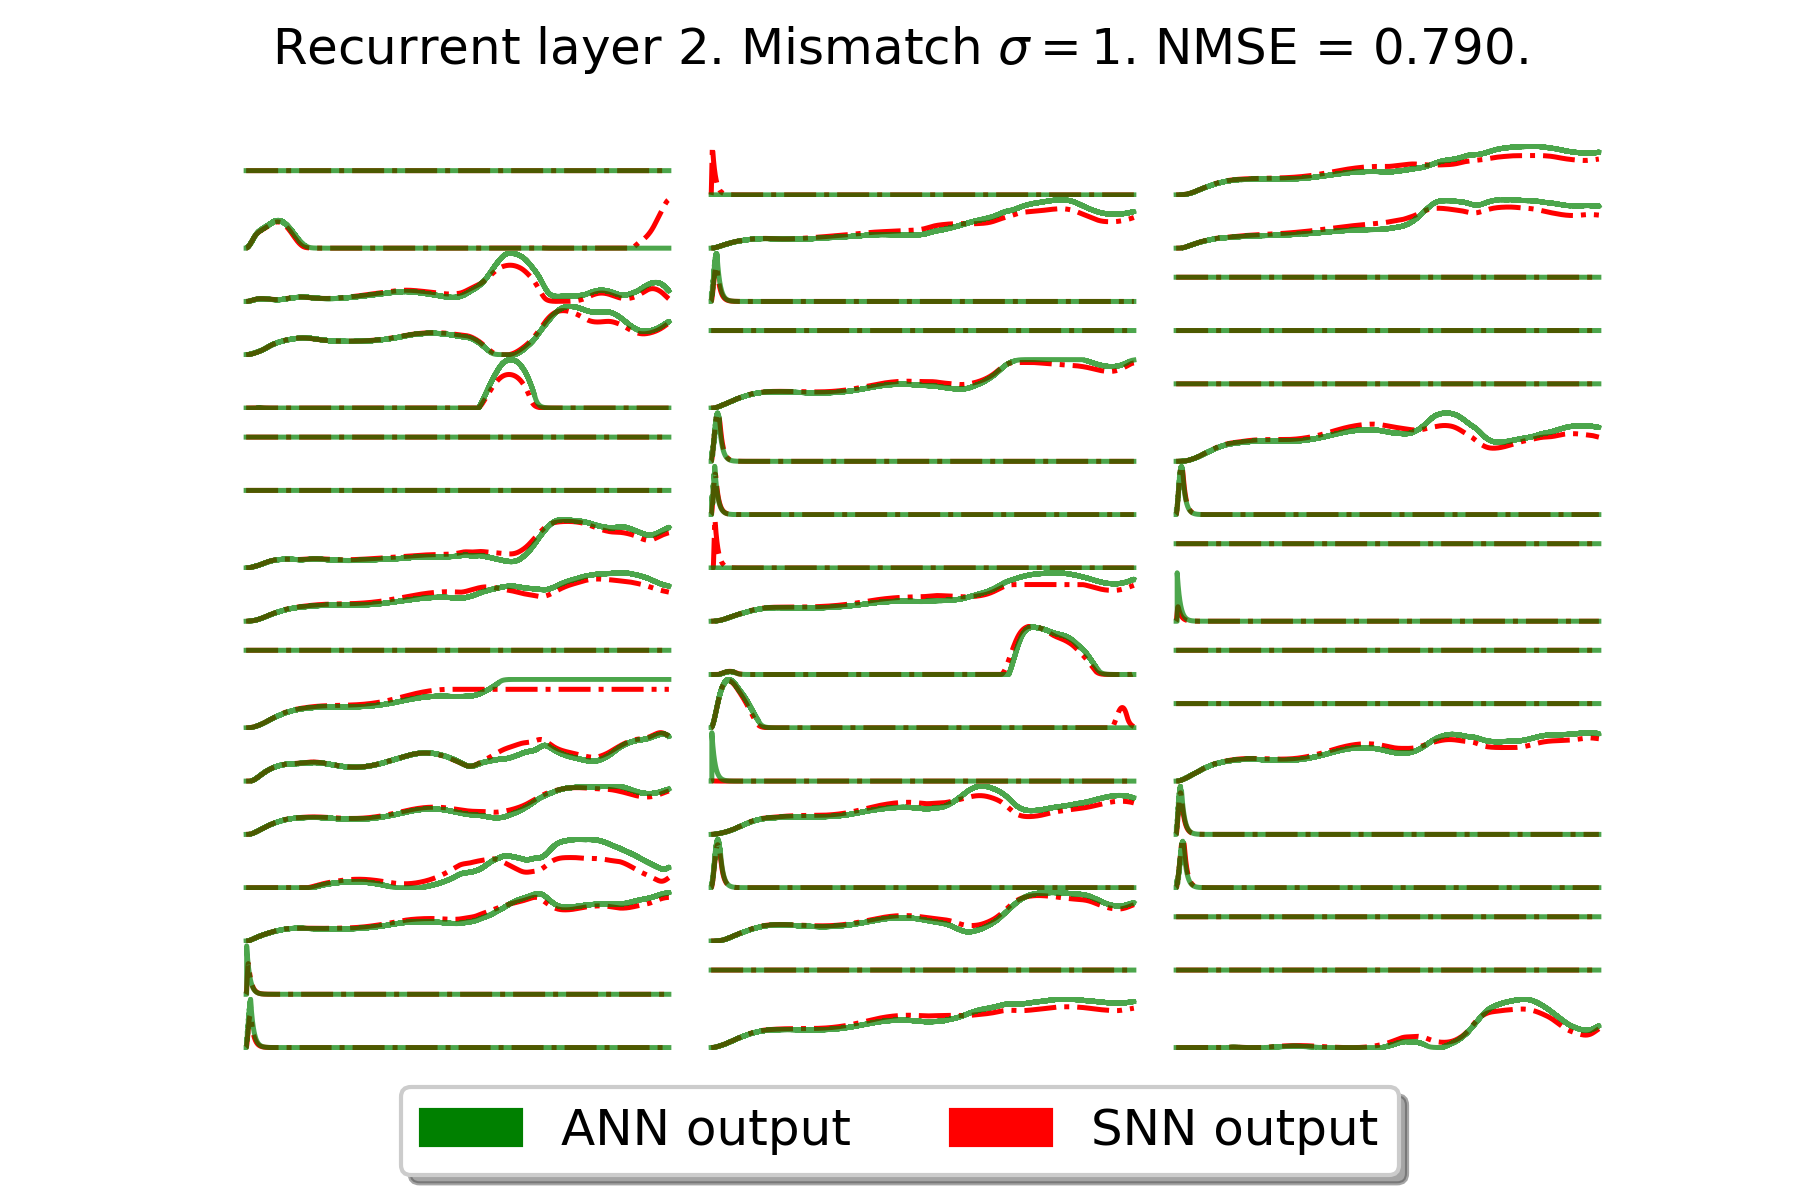 Recurrent layer 2. Mismatch σ = 1. NMSE = 0.790.
ANN output
SNN output